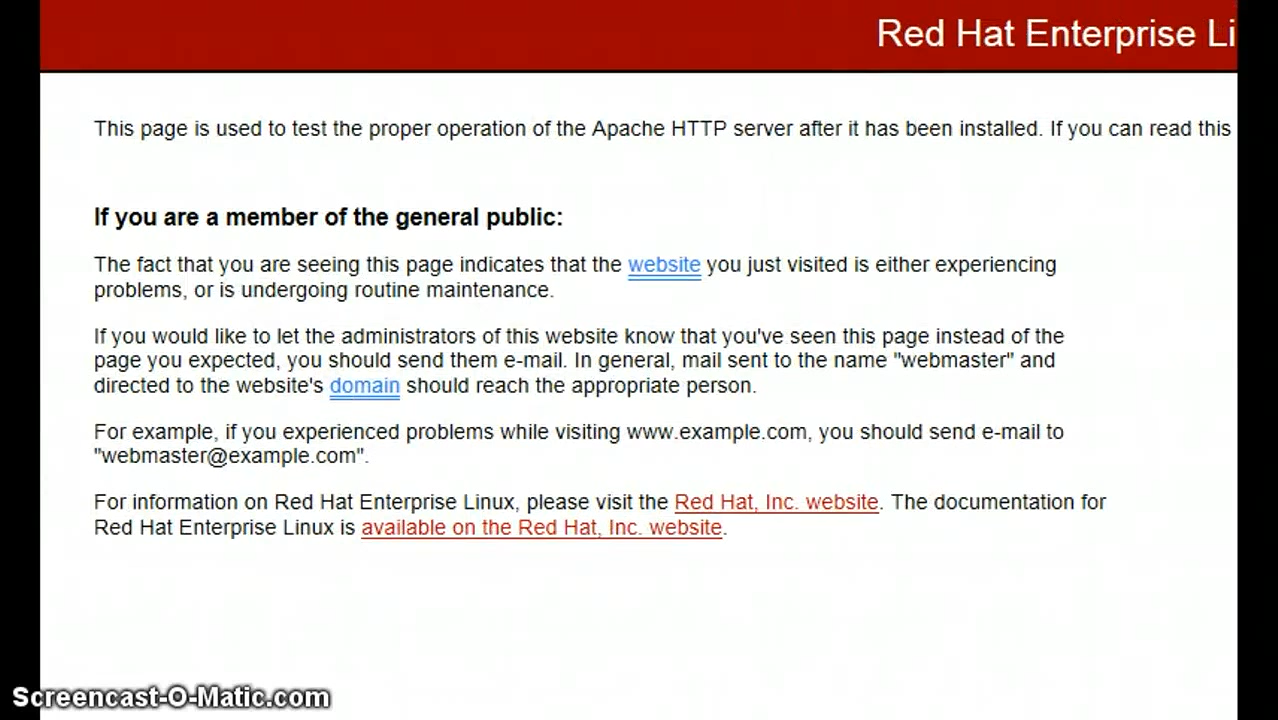 Red Hat Enterprise Li
This page is used to test the proper operation of the Apache HTTP server after it has been installed. If you can read this
If you are a member of the general public:
The fact that you are seeing this page indicates that the website you just visited is either experiencing
problems, or is undergoing routine maintenance.
If you would like to let the administrators of this website know that you've seen this page instead of the
page you expected, you should send them e-mail. In general, mail sent to the name "webmaster" and
directed to the website's domain should reach the appropriate person.
For example, if you experienced problems while visiting www.example.com, you should send e-mail to
"webmaster@example.com".
For information on Red Hat Enterprise Linux, please visit the Red Hat, Inc. website. The documentation for
Red Hat Enterprise Linux is available on the Red Hat, Inc. website.
Screencast-O-Matic.com